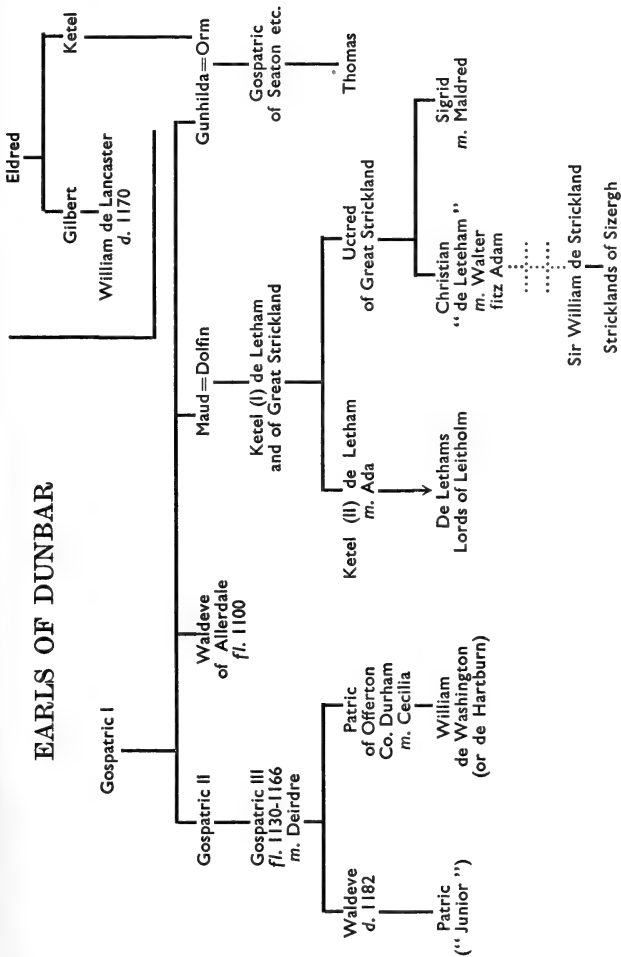 EARLS OF DUNBAR
Gospatric I
Eldred
Gilbert
Ketel
William de Lancaster
d. 1170
Gospatric II
Waldeve
of Allerdale
fl. 1100
Maud = Dolfin
Gunhilda = Orm
Gospatric III
fl. 1130-1166
m. Deirdre
Ketel (I) de Letham
and of Great Strickland
Gospatric
of Seaton etc.
Waldeve
d. 1182
Patric
of Offerton
Co. Durham
m. Cecilia
Ketel (II) de Letham
m. Ada
Uctred
of Great Strickland
Thomas
Patric
(" Junior ")
William
de Washington
(or de Hartburn)
De Lethams
Lords of Leitholm
Christian
" de Leteham "
m. Walter
fitz Adam
Sigrid
m. Maldred
Sir William de Strickland
Stricklands of Sizergh